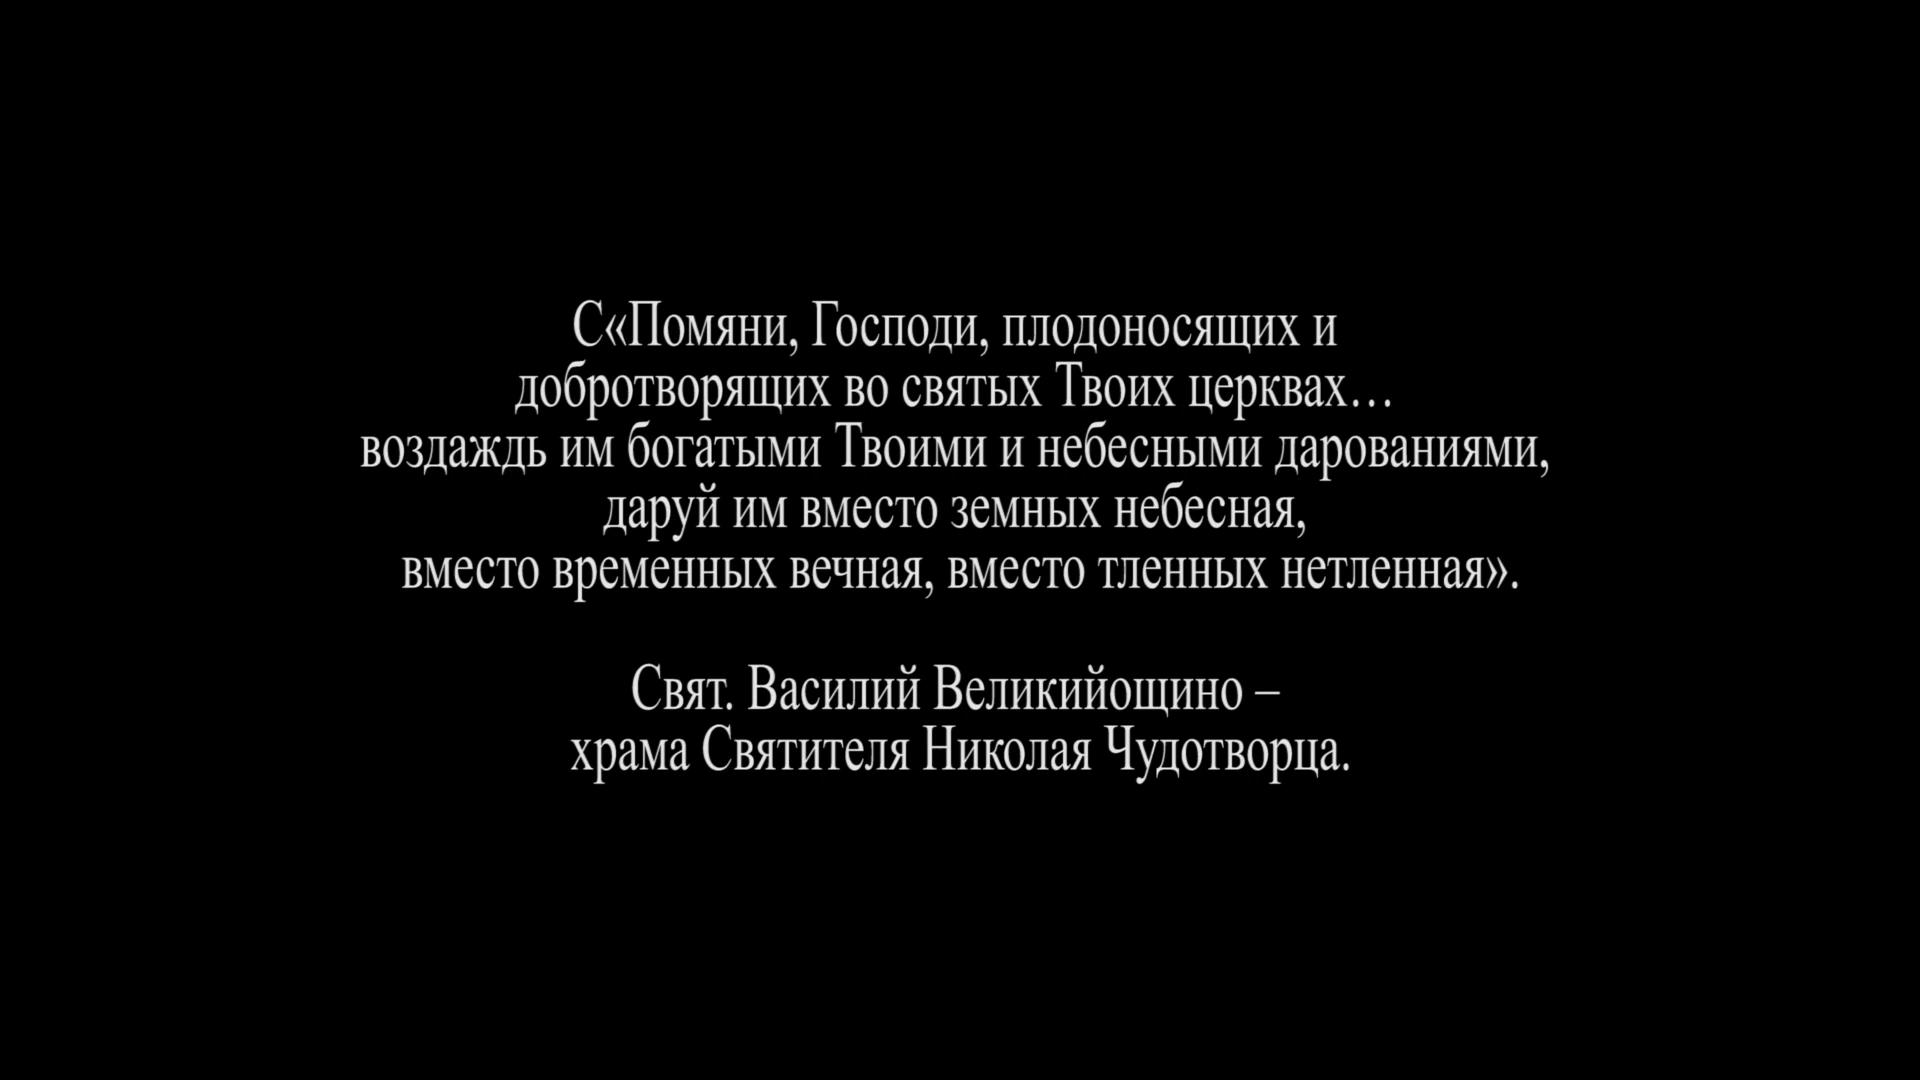 С«Помяни, Господи, плодоносящих и
добротворящих во святых Твоих церквах…
воздаждь им богатыми Твоими и небесными дарованиями,
даруй им вместо земных небесная,
вместо временных вечная, вместо тленных нетленная».
Свят. Василий Великийощино –
храма Святителя Николая Чудотворца.